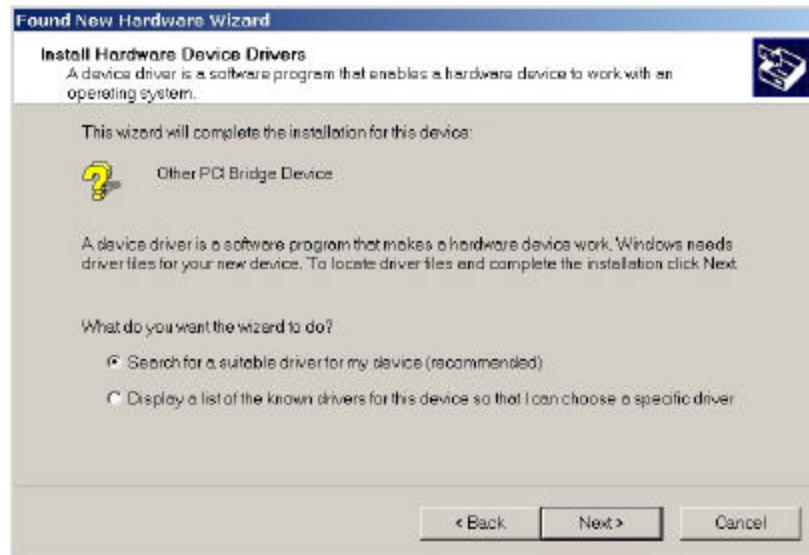 Found New Hardware Wizard
Install Hardware Device Drivers
A device driver is a software program that enables a hardware device to work with an
operating system.
This wizard will complete the installation for this device:
Other PCI Bridge Device
A device driver is a software program that makes a hardware device work. Windows needs
driver files for your new device. To locate driver files and complete the installation click Next.
What do you want the wizard to do?
Search for a suitable driver for my device (recommended)
Display a list of the known drivers for this device so that I can choose a specific driver
< Back
Next >
Cancel